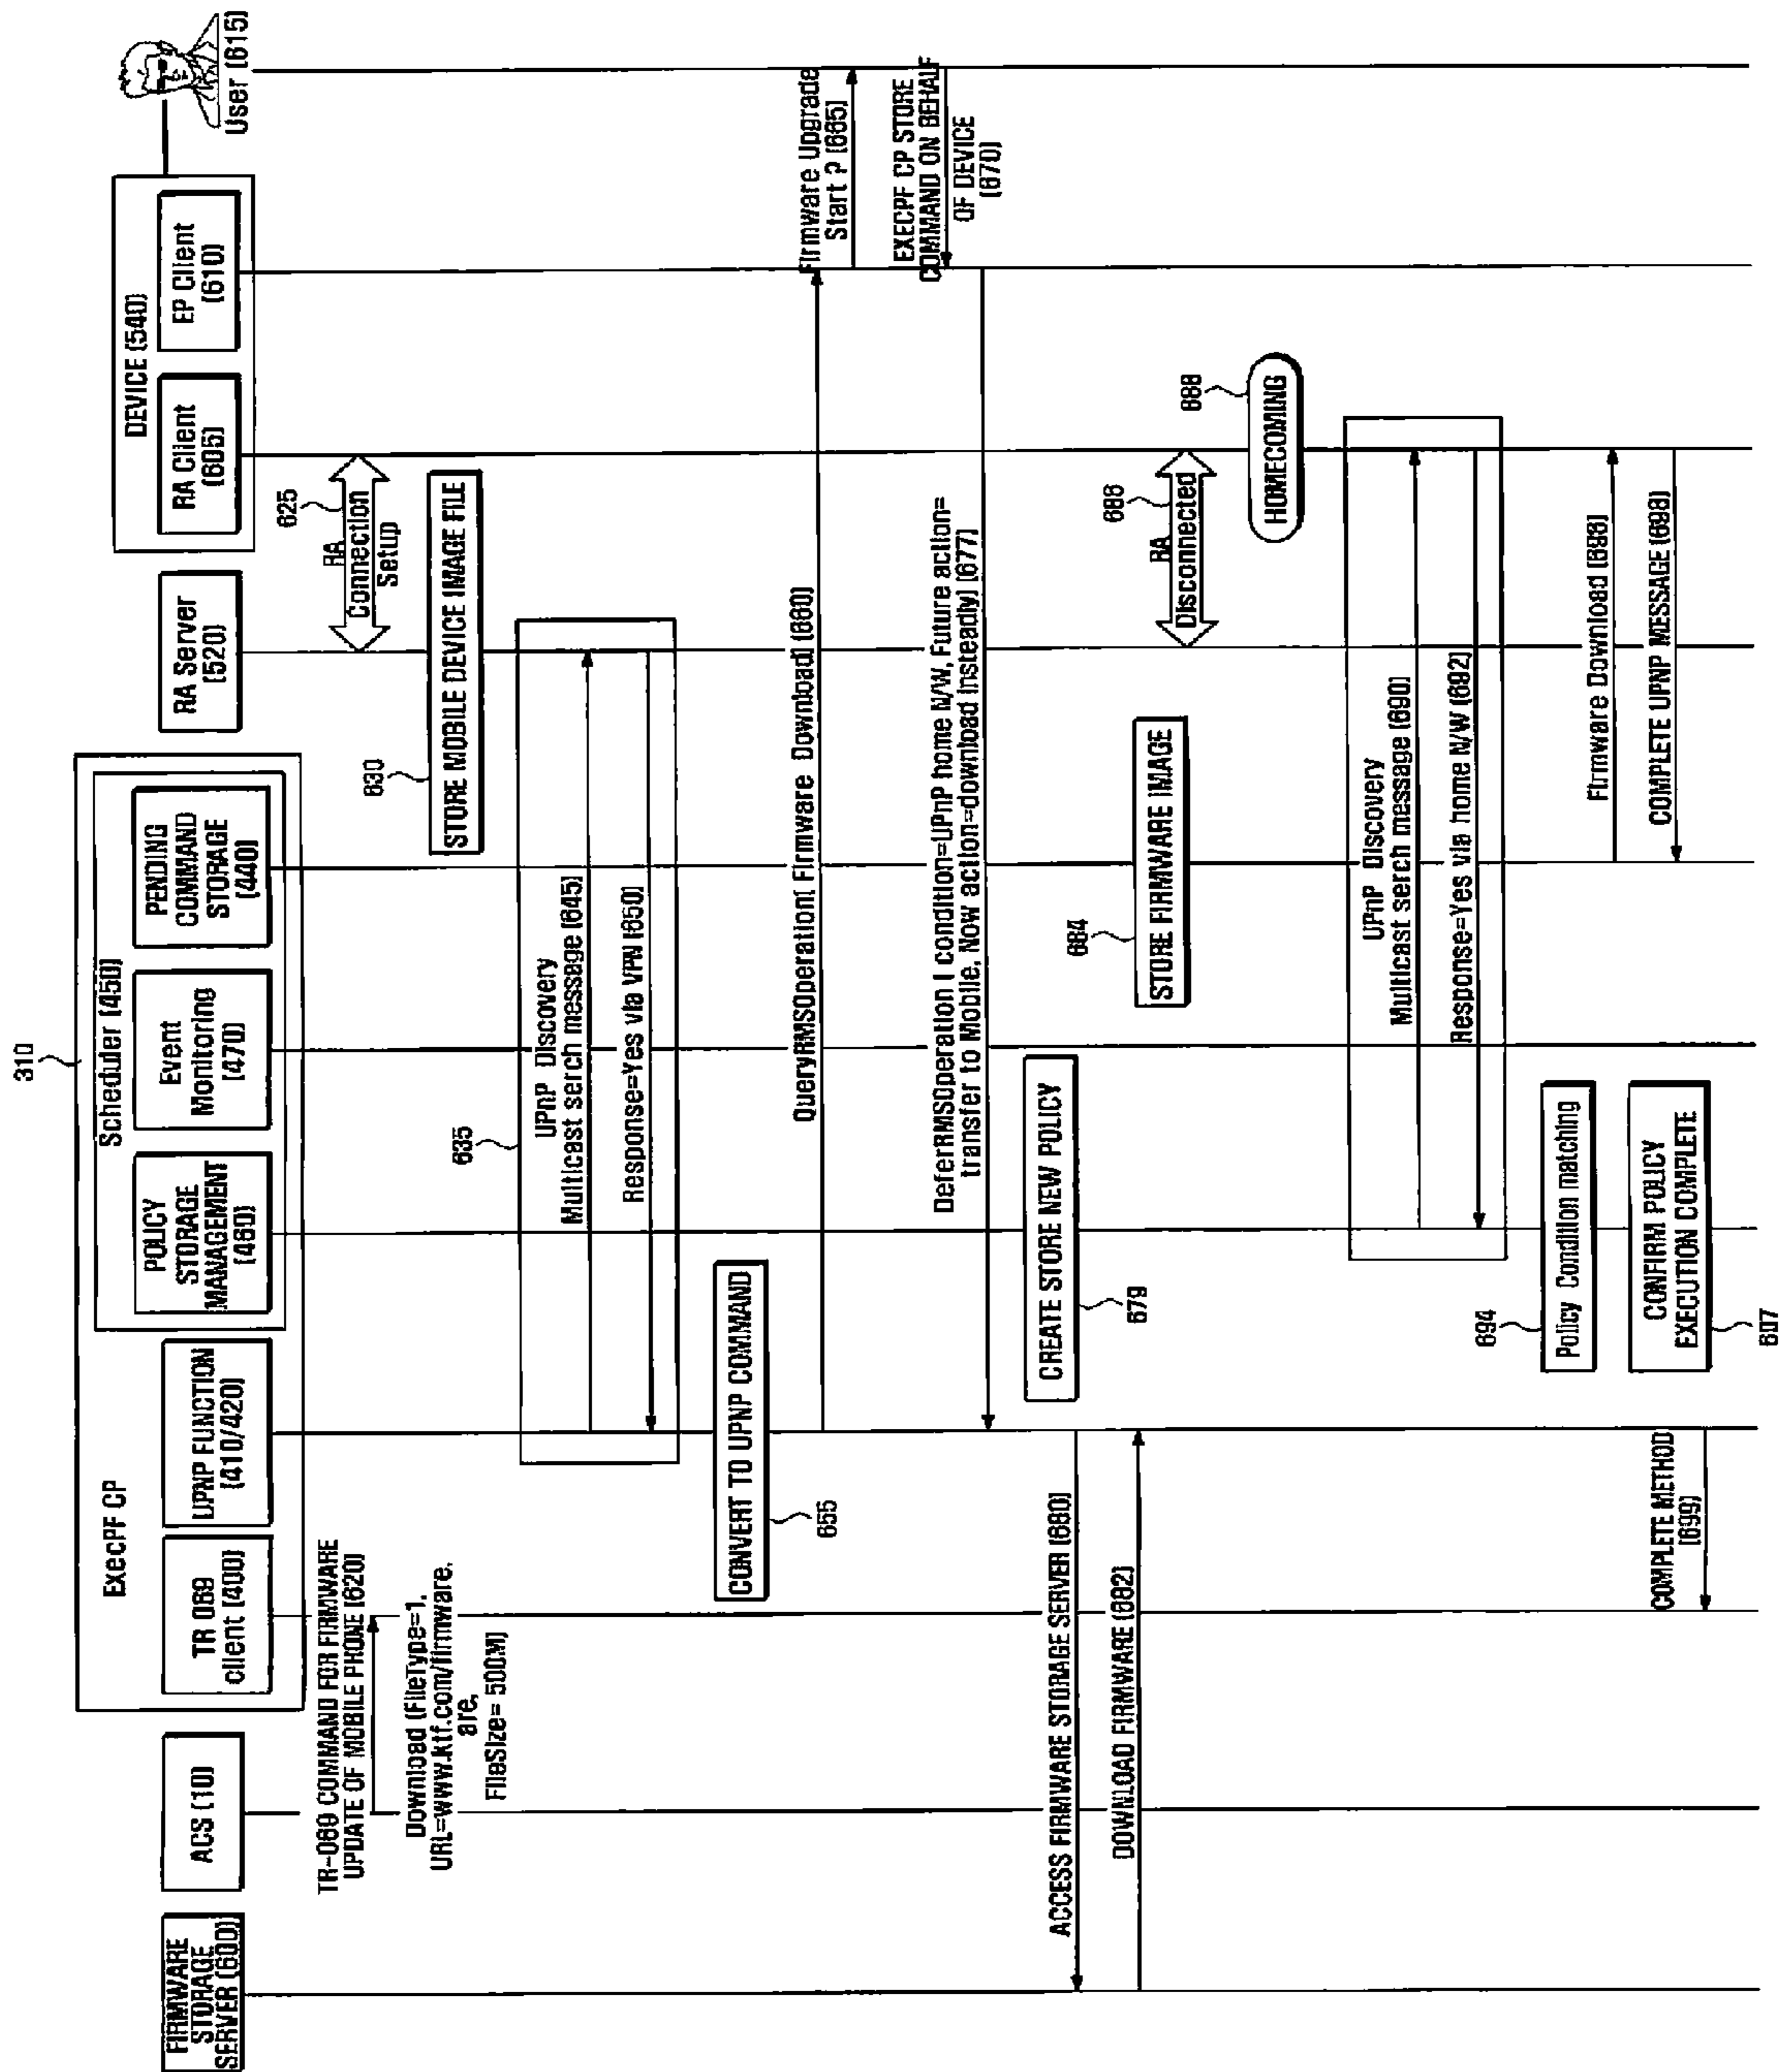 310
ExecPF CP
Scheduder (450)
FIRMWARE
STORAGE
SERVER (600)
ACS (10)
TR 069
client (400)
UPNP FUNCTION
(410/420)
POLICY
STORAGE
MANAGEMENT
(460)
Event
Monitoring
(470)
PENDING
COMMAND
STORAGE
(440)
RA Server
(520)
DEVICE (540)
RA Client
(605)
EP Client
(610)
User (615)
TR-069 COMMAND FOR FIRMWARE
UPDATE OF MOBILE PHONE (620)
Download (FileType=1,
URL=www.ktf.com/firmware.
are,
FileSize= 500M)
625
RA
Connection
Setup
630
STORE MOBILE DEVICE IMAGE FILE
635
UPnP Discovery
Multicast serch message (645)
Response=Yes via VPN (650)
CONVERT TO UPNP COMMAND
655
QueryRMSOperation( Firmware Download) (660)
Firmware Upgrade
Start ? (665)
EXECPF CP STORE
COMMAND ON BEHALF
OF DEVICE
(670)
DeferRMSOperation ( condition=UPnP home N/W, Future action=
transfer to Mobile, Now action=download insteadly) (677)
CREATE STORE NEW POLICY
679
ACCESS FIRMWARE STORAGE SERVER (680)
DOWNLOAD FIRMWARE (682)
684
STORE FIRMWARE IMAGE
686
RA
Disconnected
688
HOMECOMING
UPnP Discovery
Multicast serch message (690)
Response=Yes via home N/W (692)
694
Policy Condition matching
Firmware Download (696)
COMPLETE UPNP MESSAGE (698)
CONFIRM POLICY
EXECUTION COMPLETE
607
COMPLETE METHOD
(699)